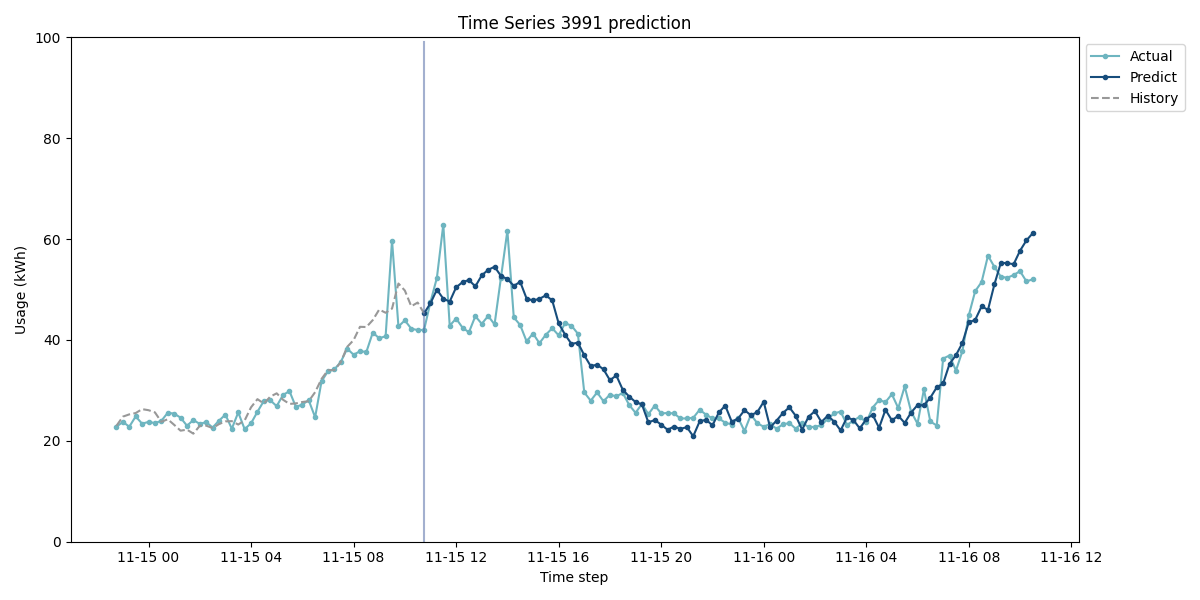 Time Series 3991 prediction
100
80
60
40
20
0
Usage (kWh)
11-15 00
11-15 04
11-15 08
11-15 12
11-15 16
11-15 20
11-16 00
11-16 04
11-16 08
11-16 12
Time step
Actual
Predict
History